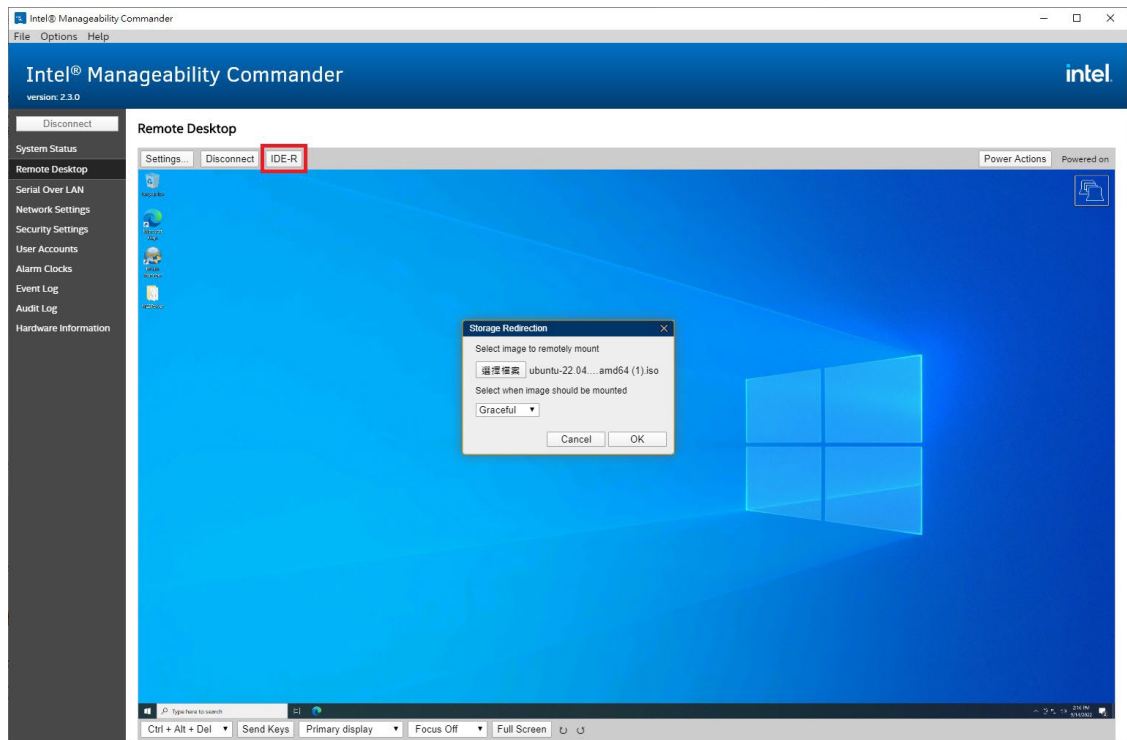 Intel® Manageability Commander
File Options Help
Intel® Manageability Commander
version: 2.3.0
intel.
Disconnect
System Status
Remote Desktop
Serial Over LAN
Network Settings
Security Settings
User Accounts
Alarm Clocks
Event Log
Audit Log
Hardware Information
Remote Desktop
Settings... Disconnect IDE-R Power Actions Powered on
Storage Redirection
Select image to remotely mount
選擇檔案 ubuntu-22.04....amd64 (1).iso
Select when image should be mounted
Graceful
Cancel OK
Type here to search
9/14/2022
Ctrl + Alt + Del Send Keys Primary display Focus Off Full Screen